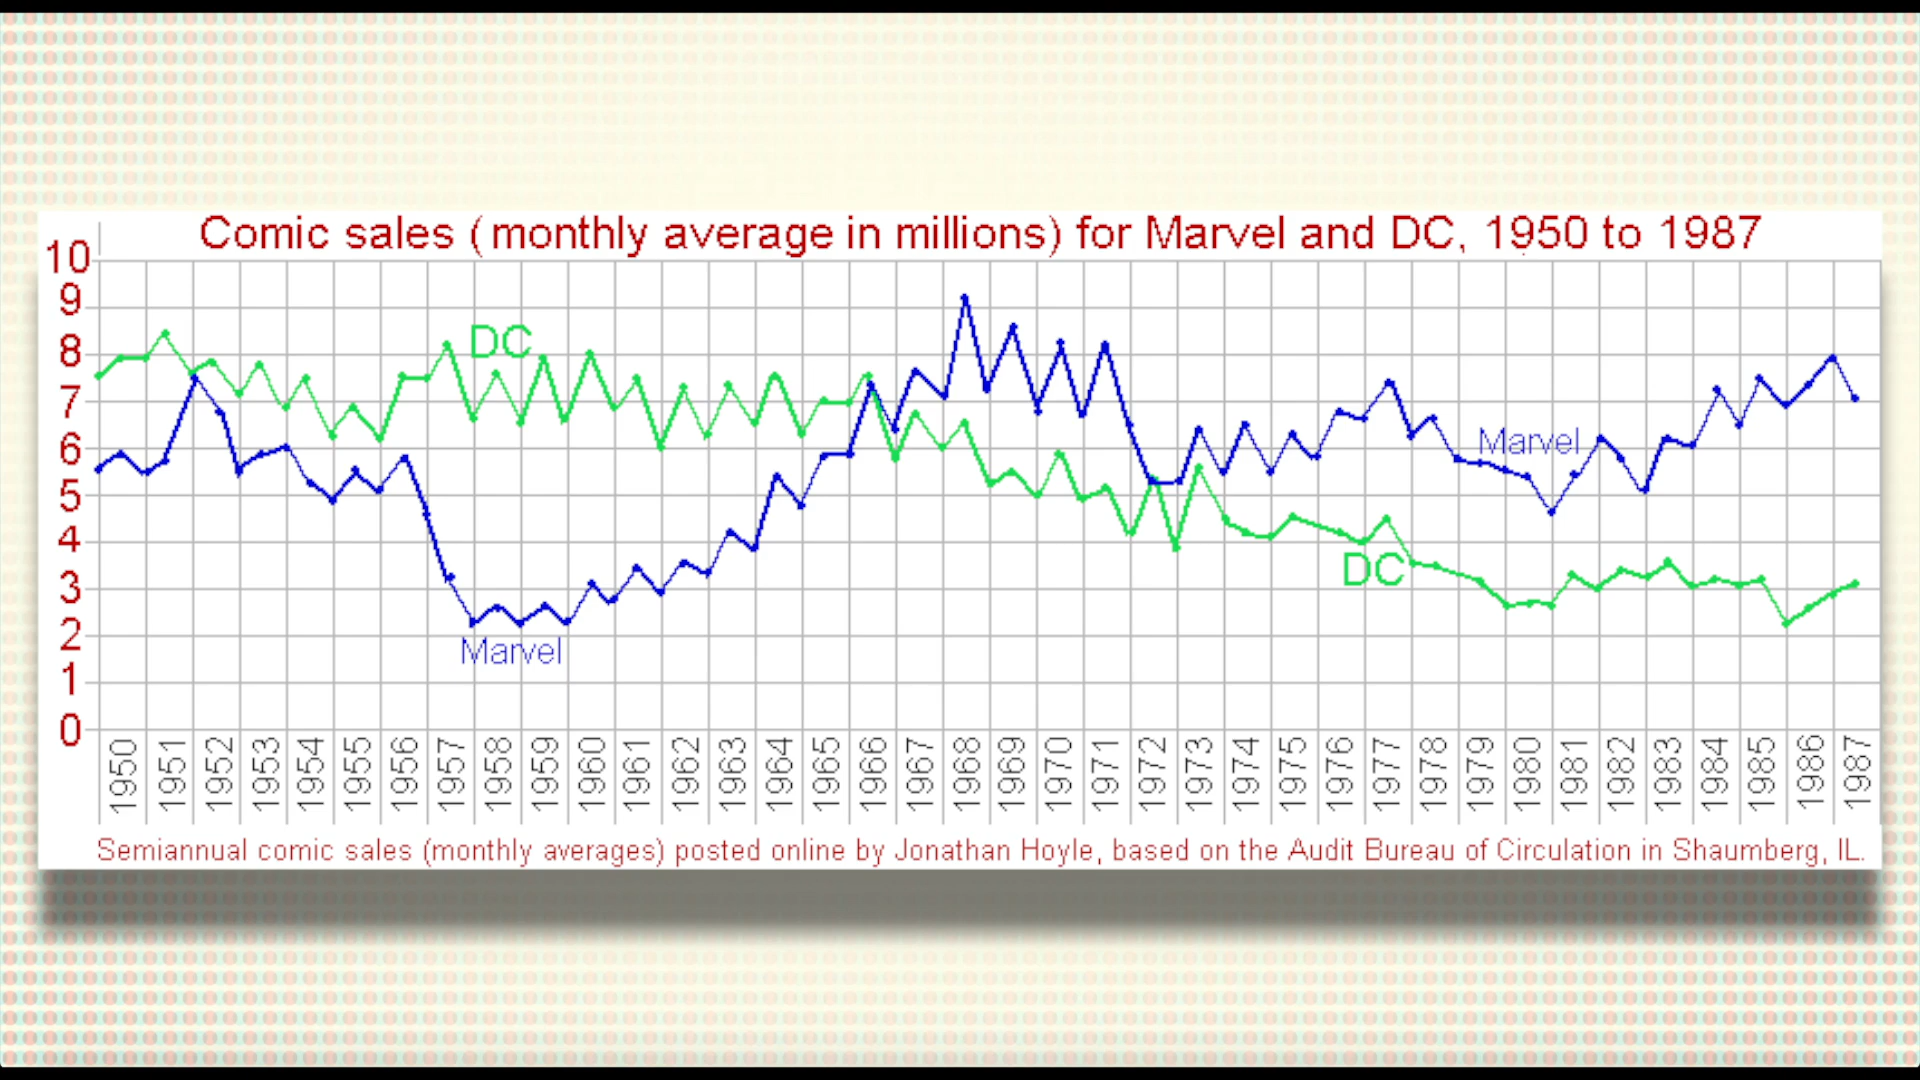 Comic sales (monthly average in millions) for Marvel and DC, 1950 to 1987
10
9
8
7
6
5
4
3
2
1
0
DC
Marvel
Marvel
DC
1950 1951 1952 1953 1954 1955 1956 1957 1958 1959 1960 1961 1962 1963 1964 1965 1966 1967 1968 1969 1970 1971 1972 1973 1974 1975 1976 1977 1978 1979 1980 1981 1982 1983 1984 1985 1986 1987
Semiannual comic sales (monthly averages) posted online by Jonathan Hoyle, based on the Audit Bureau of Circulation in Shaumberg, IL.